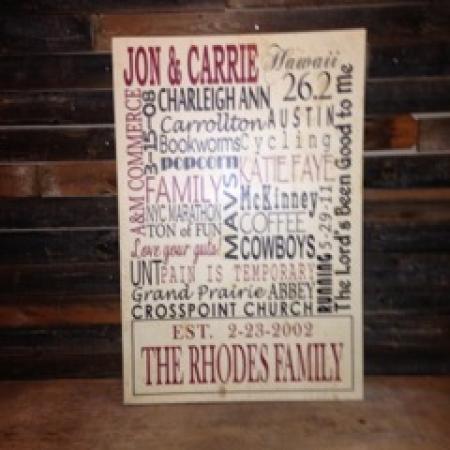 JON & CARRIE
Hawaii
26.2
A&M COMMERCE
3-15-08
CHARLEIGH ANN
AUSTIN
Carrollton
Bookworms
Cycling
popcorn
KATIE FAYE
FAMILY
MAVS
McKinney
NYC MARATHON
COFFEE
TON of FUN
Love your guts!
COWBOYS
RUNNING
5-29-11
The Lord's Been Good to Me
UNT
PAIN IS TEMPORARY
Grand Prairie
ABBEY
CROSSPOINT CHURCH
EST. 2-23-2002
THE RHODES FAMILY